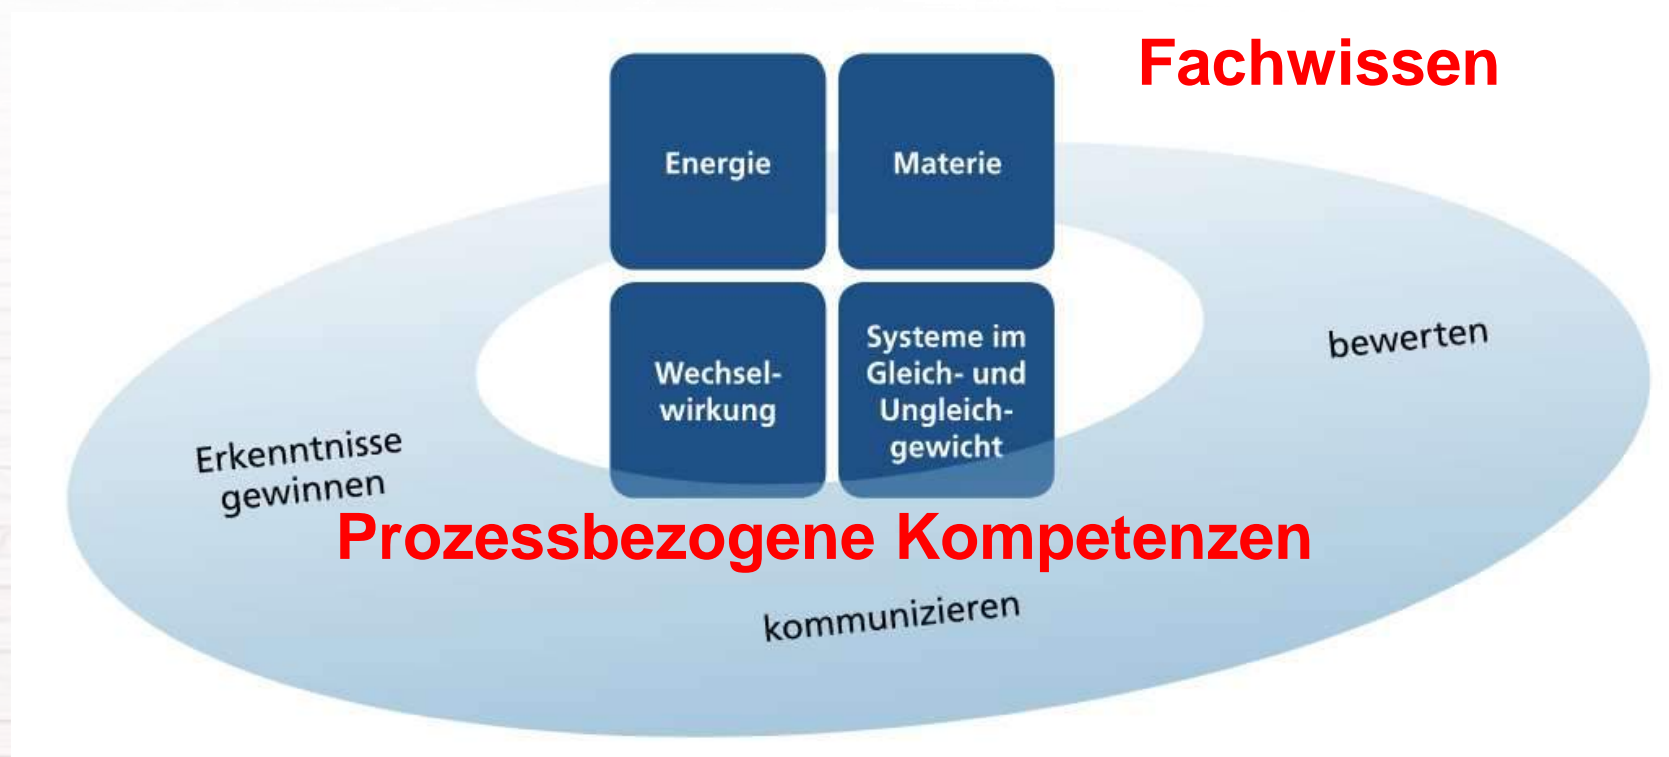 Fachwissen
Energie
Materie
Wechsel-
wirkung
Systeme im
Gleich- und
Ungleich-
gewicht
bewerten
Erkenntnisse
gewinnen
Prozessbezogene Kompetenzen
kommunizieren